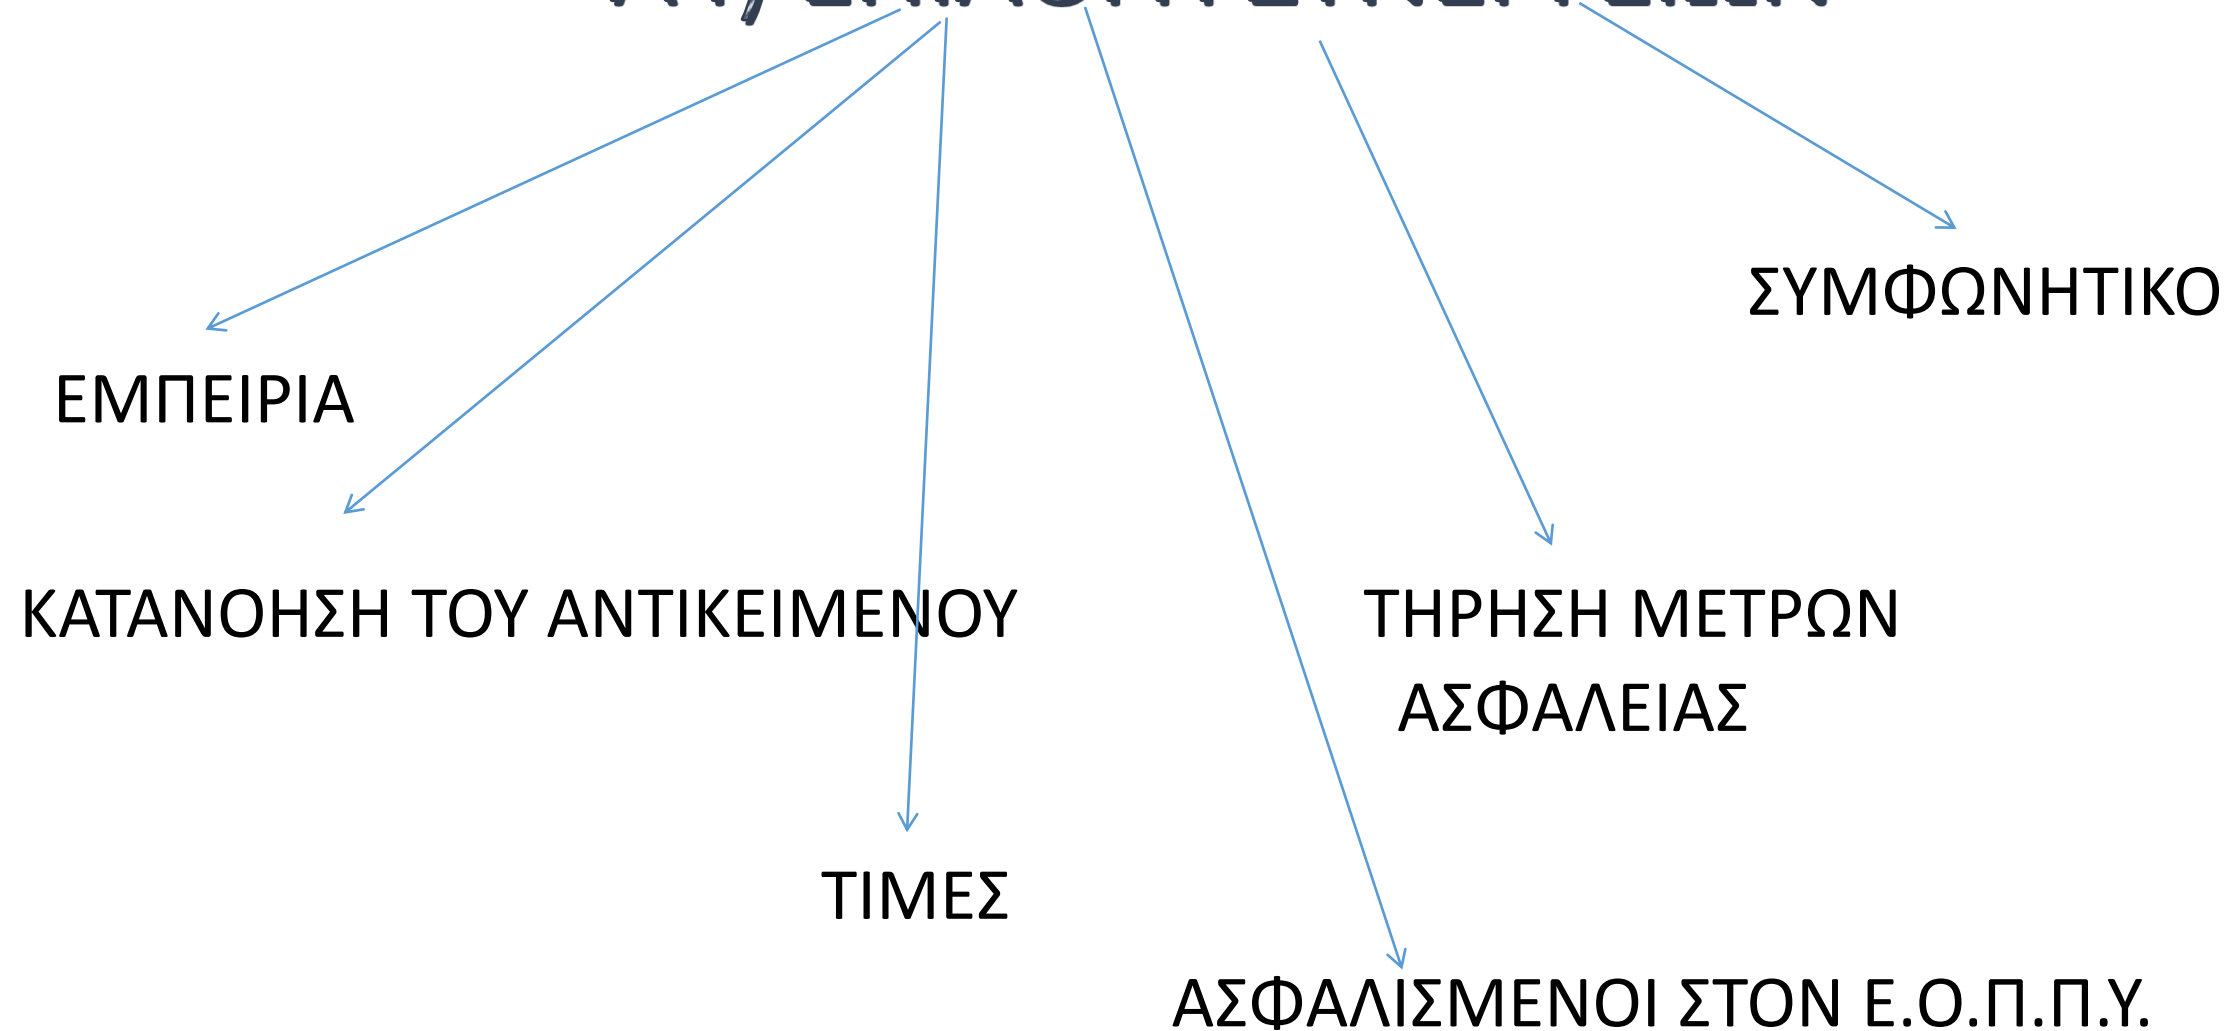 ΣΥΜΦΩΝΗΤΙΚΟ
ΕΜΠΕΙΡΙΑ
ΚΑΤΑΝΟΗΣΗ ΤΟΥ ΑΝΤΙΚΕΙΜΕΝΟΥ
ΤΗΡΗΣΗ ΜΕΤΡΩΝ
ΑΣΦΑΛΕΙΑΣ
ΤΙΜΕΣ
ΑΣΦΑΛΙΣΜΕΝΟΙ ΣΤΟΝ Ε.Ο.Π.Π.Υ.